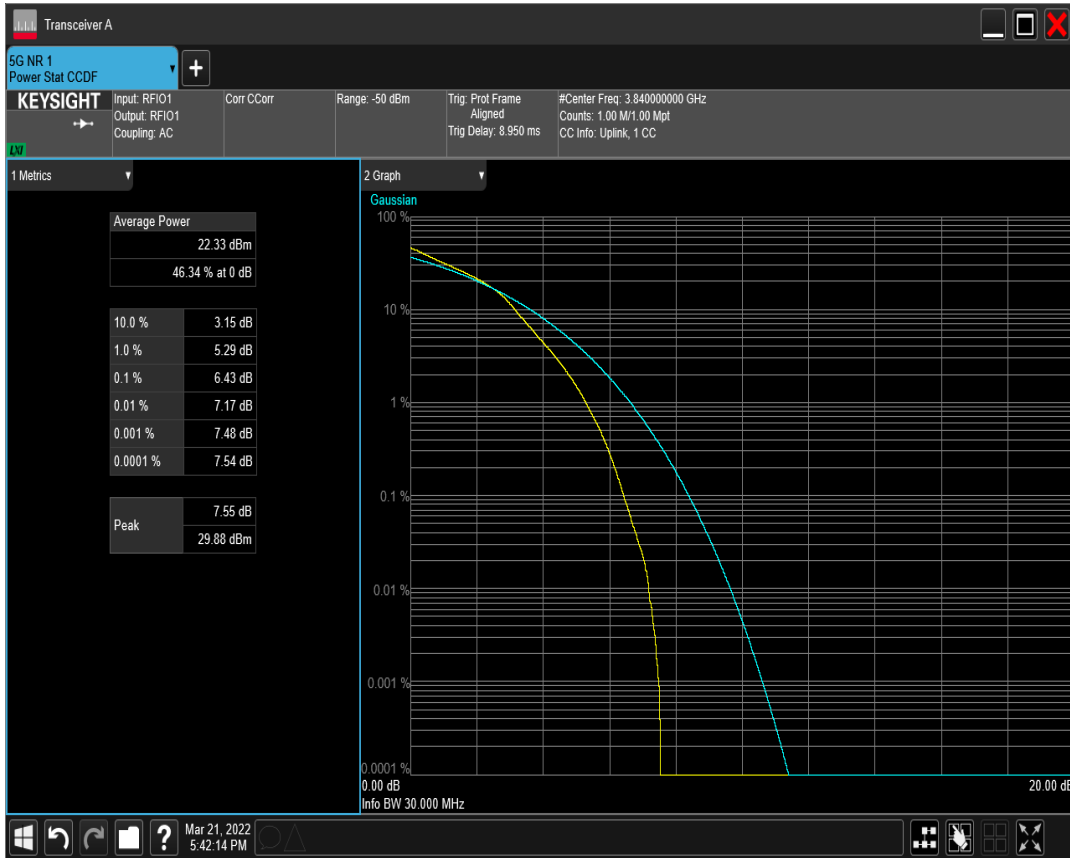 Transceiver A
5G NR 1
Power Stat CCDF
+
KEYSIGHT
LXI
Input: RFIO1
Output: RFIO1
Coupling: AC
Corr CCorr
Range: -50 dBm
Trig: Prot Frame
Aligned
Trig Delay: 8.950 ms
#Center Freq: 3.840000000 GHz
Counts: 1.00 M/1.00 Mpt
CC Info: Uplink, 1 CC
1 Metrics
Average Power
22.33 dBm
46.34 % at 0 dB
10.0 % 3.15 dB
1.0 % 5.29 dB
0.1 % 6.43 dB
0.01 % 7.17 dB
0.001 % 7.48 dB
0.0001 % 7.54 dB
Peak
7.55 dB
29.88 dBm
2 Graph
Gaussian
100 %
10 %
1 %
0.1 %
0.01 %
0.001 %
0.0001 %
0.00 dB 20.00 dB
Info BW 30.000 MHz
?
Mar 21, 2022
5:42:14 PM